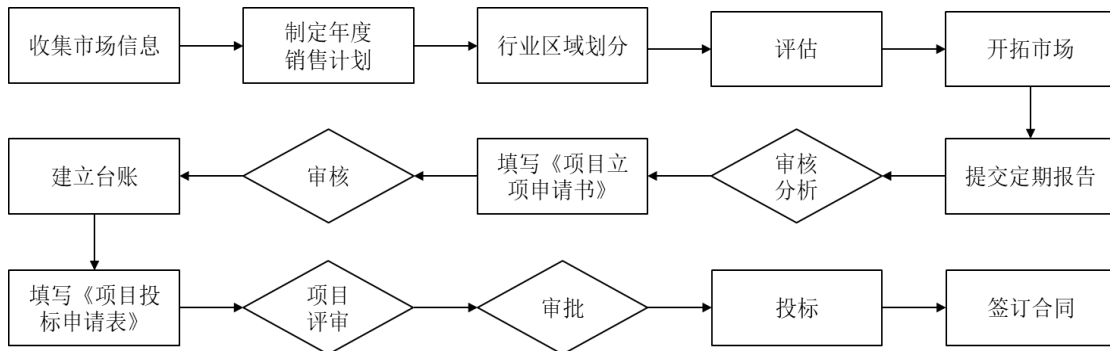 收集市场信息
制定年度
销售计划
行业区域划分
评估
开拓市场
提交定期报告
审核
分析
填写《项目立
项申请书》
审核
建立台账
填写《项目投
标申请表》
项目
评审
审批
投标
签订合同